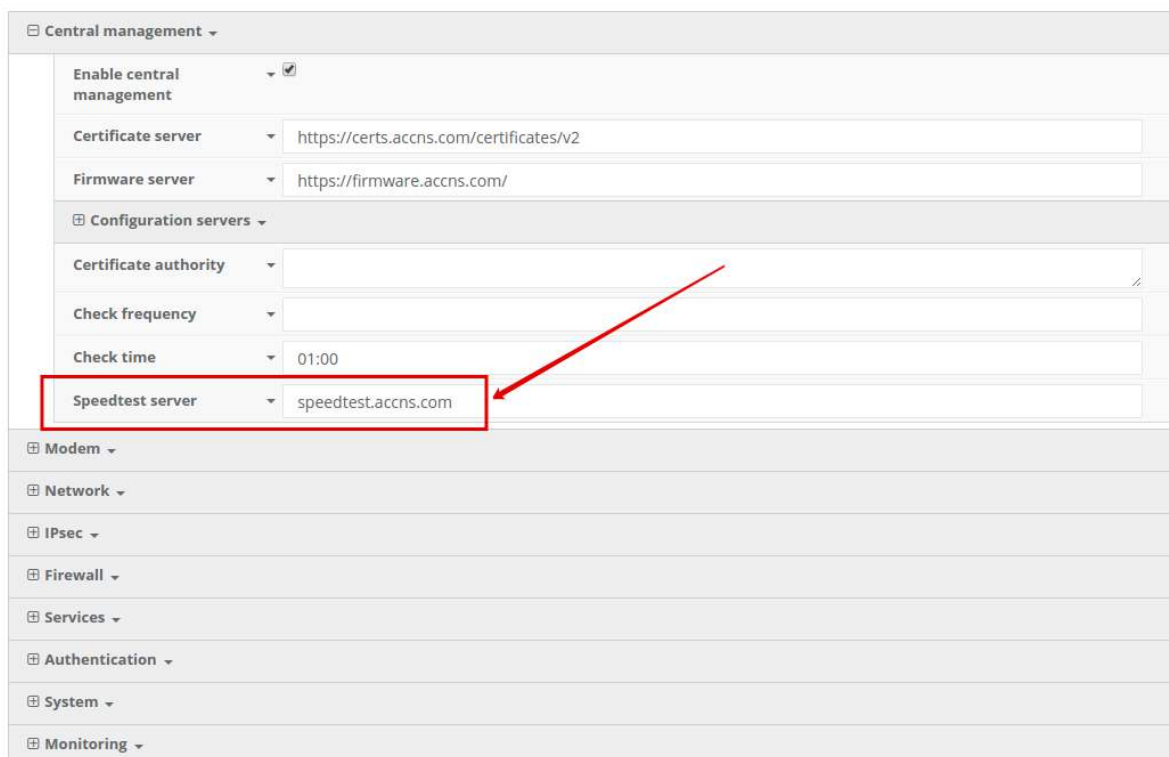 Central management
Enable central
management
Certificate server
https://certs.accns.com/certificates/v2
Firmware server
https://firmware.accns.com/
Configuration servers
Certificate authority
Check frequency
Check time
01:00
Speedtest server
speedtest.accns.com
Modem
Network
IPsec
Firewall
Services
Authentication
System
Monitoring